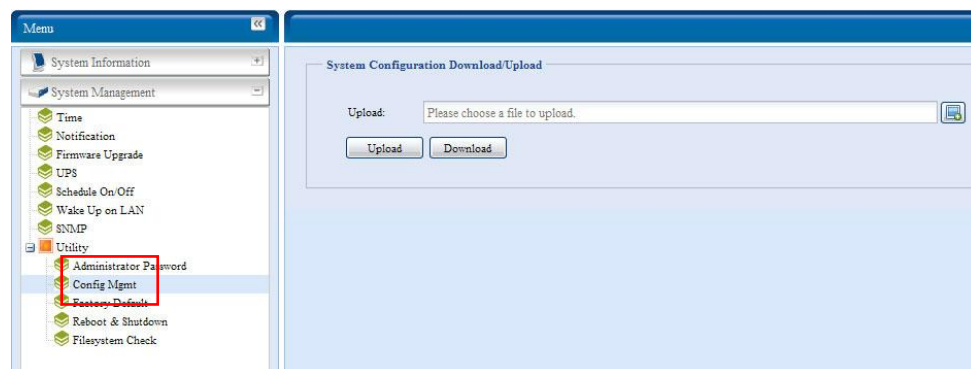 Menu
System Information
System Management
Time
Notification
Firmware Upgrade
UPS
Schedule On/Off
Wake Up on LAN
SNMP
Utility
Administrator Password
Config Mgmt
Factory Default
Reboot & Shutdown
Filesystem Check
System Configuration Download/Upload
Upload: Please choose a file to upload.
Upload Download